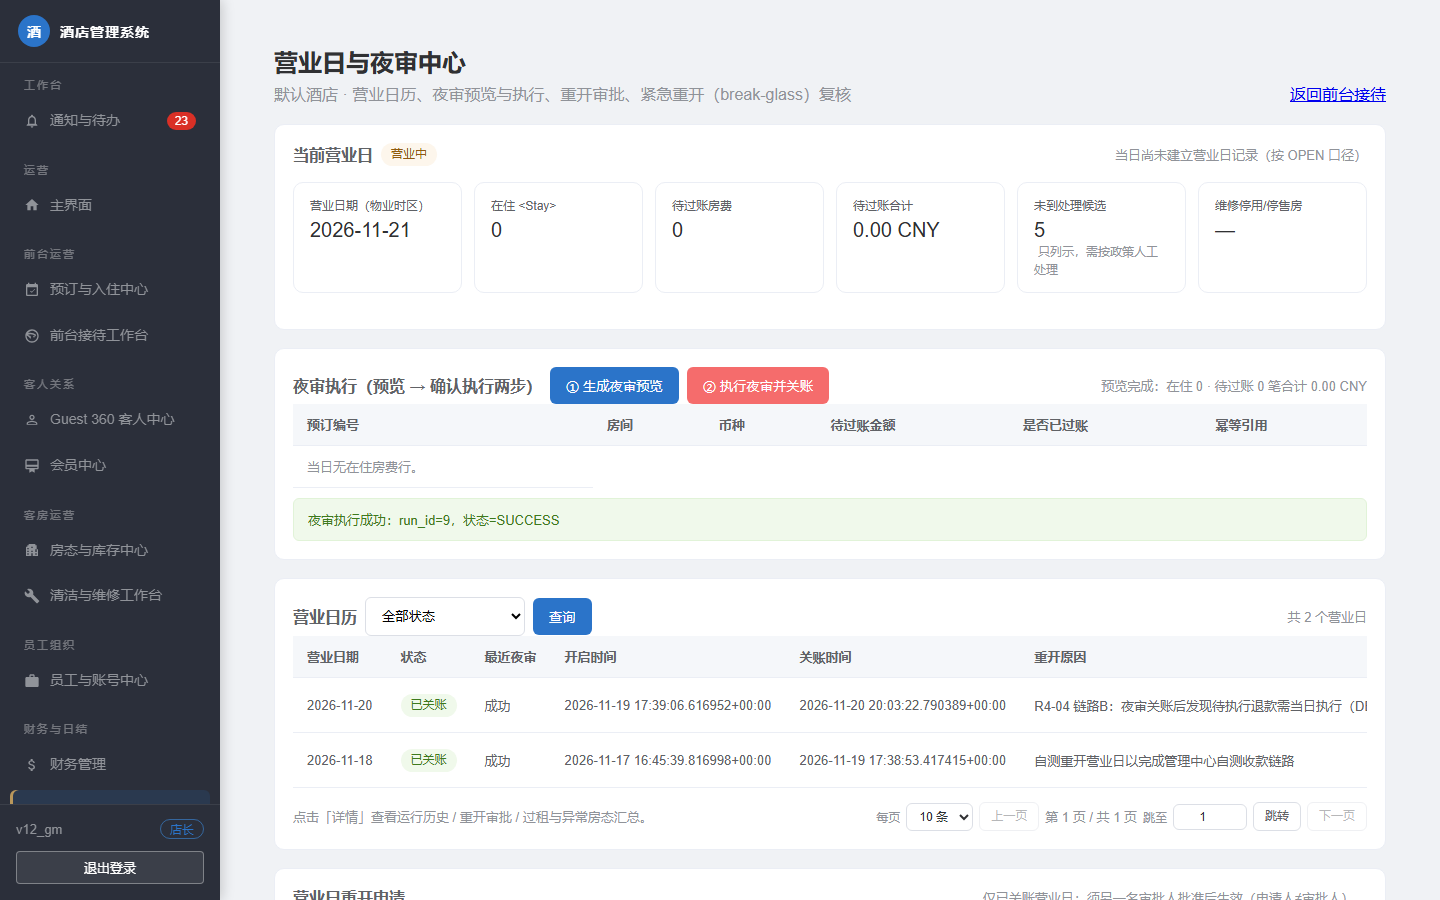 酒 酒店管理系统
工作台
通知与待办 23
运营
主界面
前台运营
预订与入住中心
前台接待工作台
客人关系
Guest 360 客人中心
会员中心
客房运营
房态与库存中心
清洁与维修工作台
员工组织
员工与账号中心
财务与日结
财务管理
v12_gm 店长
退出登录
营业日与夜审中心
默认酒店 · 营业日历、夜审预览与执行、重开审批、紧急重开（break-glass）复核
返回前台接待
当前营业日 营业中 当日尚未建立营业日记录（按 OPEN 口径）
营业日期（物业时区）
2026-11-21
在住 <Stay>
0
待过账房费
0
待过账合计
0.00 CNY
未到处理候选
5
只列示，需按政策人工
处理
维修停用/停售房
—
夜审执行（预览 → 确认执行两步） ① 生成夜审预览 ② 执行夜审并关账 预览完成：在住 0 · 待过账 0 笔合计 0.00 CNY
预订编号 房间 币种 待过账金额 是否已过账 幂等引用
当日无在住房费行。
夜审执行成功：run_id=9，状态=SUCCESS
营业日历 全部状态 查询 共 2 个营业日
营业日期 状态 最近夜审 开启时间 关账时间 重开原因
2026-11-20 已关账 成功 2026-11-19 17:39:06.616952+00:00 2026-11-20 20:03:22.790389+00:00 R4-04 链路B：夜审关账后发现待执行退款需当日执行（
2026-11-18 已关账 成功 2026-11-17 16:45:39.816998+00:00 2026-11-19 17:38:53.417415+00:00 自测重开营业日以完成管理中心自测收款链路
点击「详情」查看运行历史 / 重开审批 / 过租与异常房态汇总。 每页 10 条 上一页 第 1 页 / 共 1 页 跳至 1 跳转 下一页
营业日重开申请 仅已关账营业日；须另一名审批人批准后生效（申请人≠审批人）